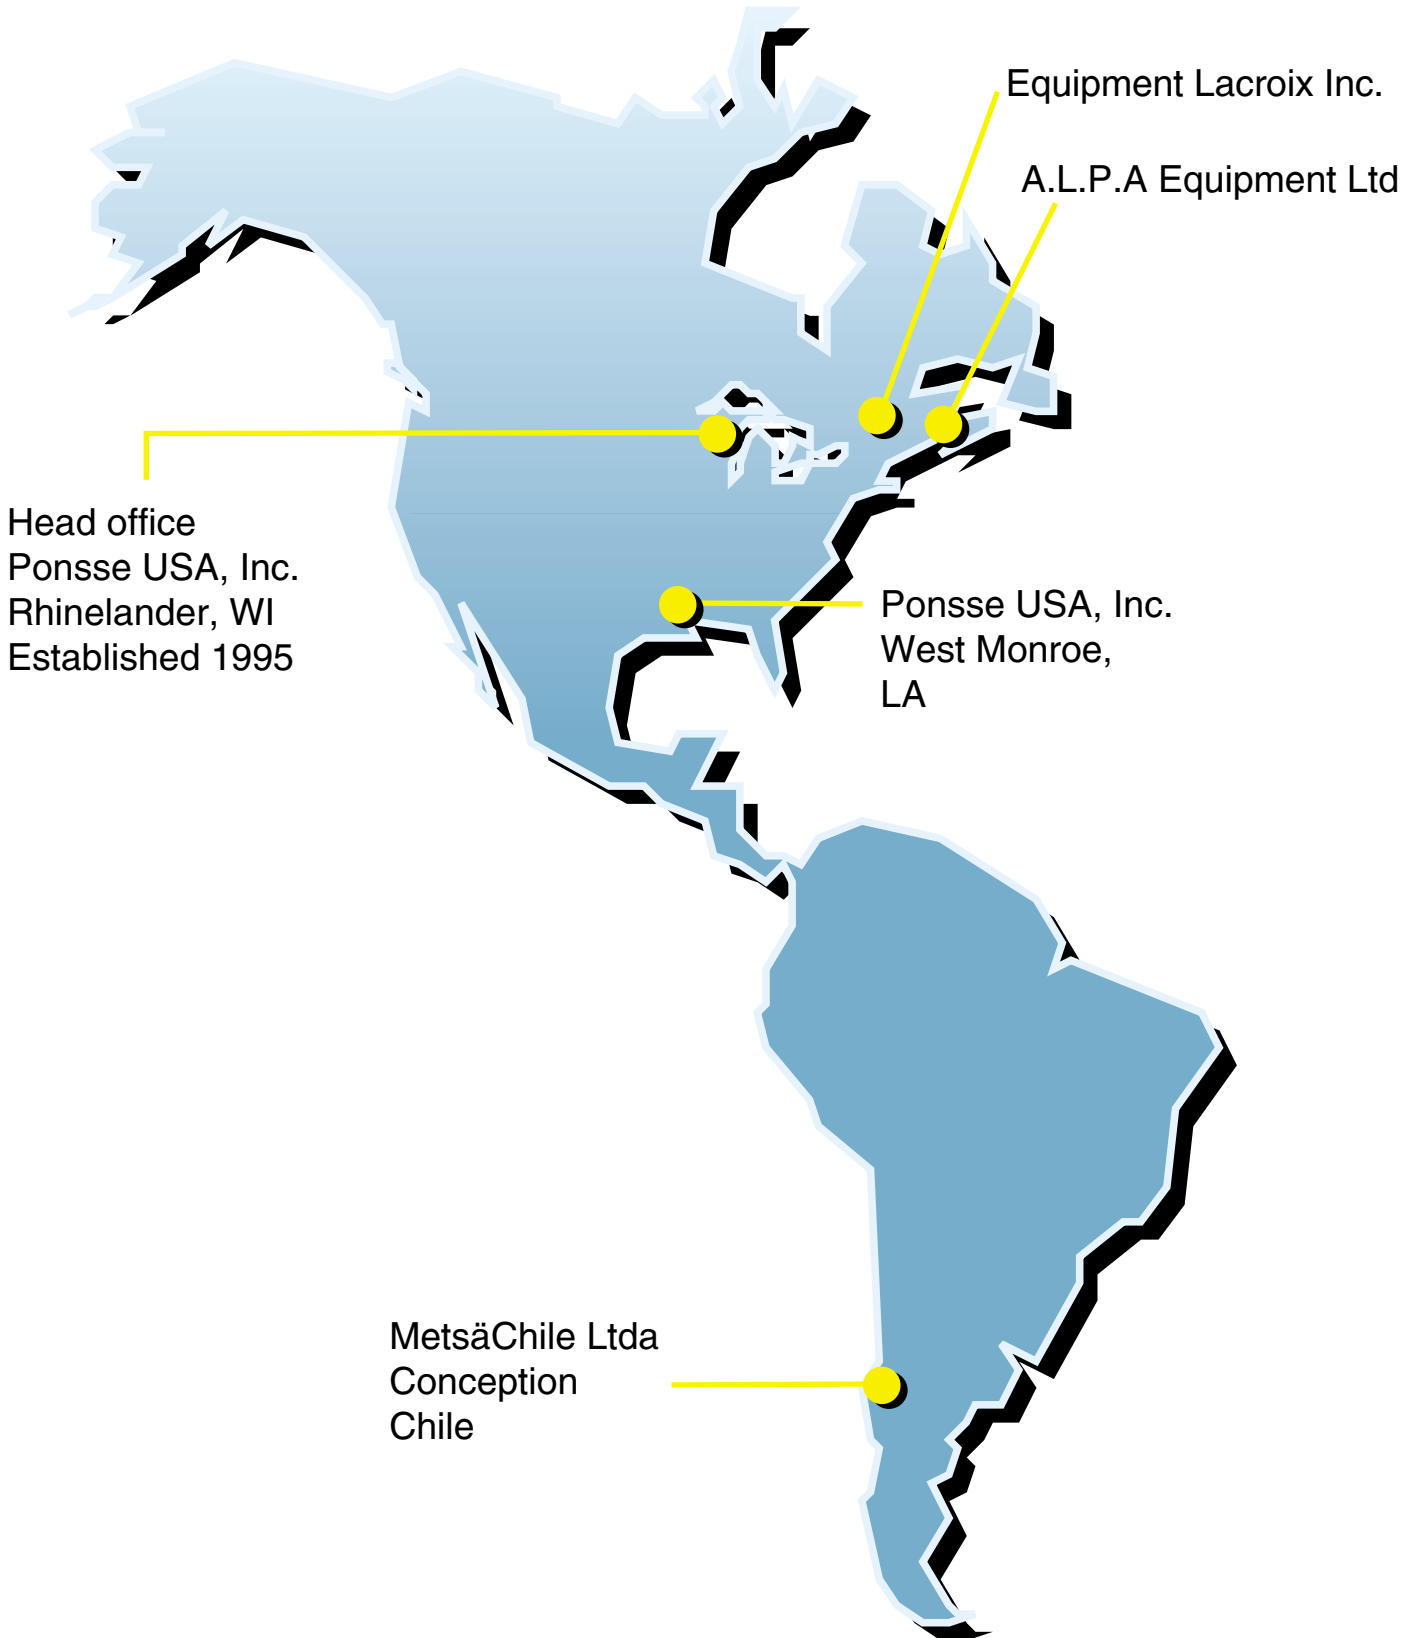 Equipment Lacroix Inc.
A.L.P.A Equipment Ltd
Head office
Ponsse USA, Inc.
Rhinelander, WI
Established 1995
Ponsse USA, Inc.
West Monroe,
LA
MetsäChile Ltda
Conception
Chile